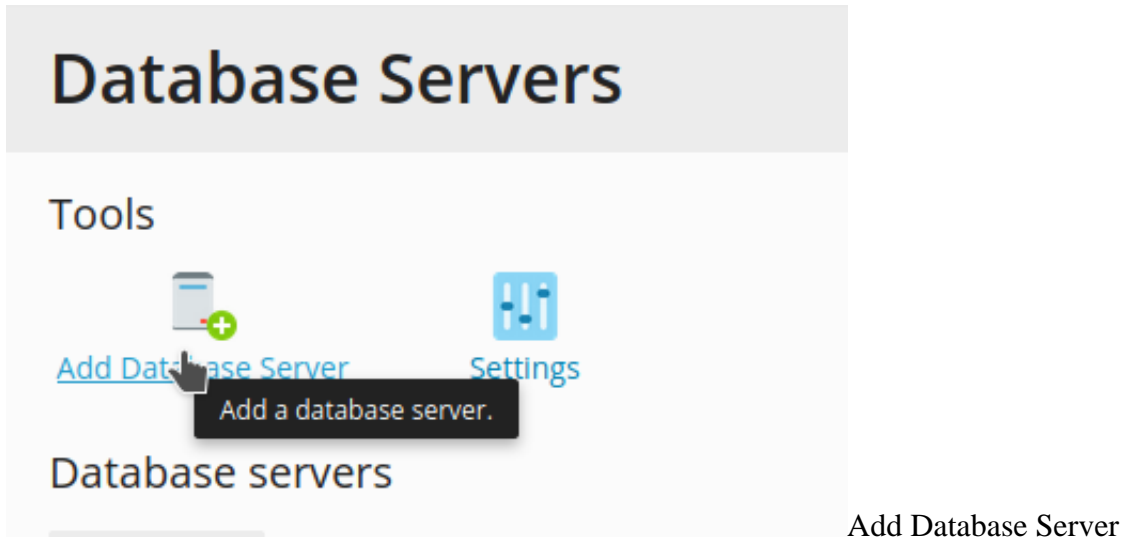 Database Servers
Tools
Add Database Server
Settings
Add a database server.
Database servers
Add Database Server